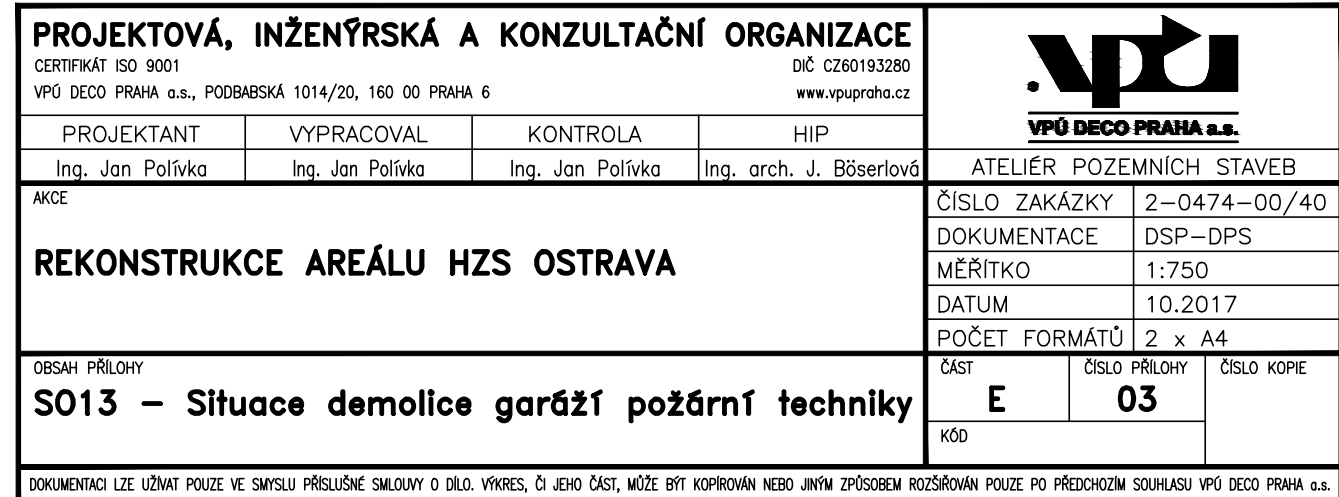 PROJEKTOVÁ, INŽENÝRSKÁ A KONZULTAČNÍ ORGANIZACE
CERTIFIKÁT ISO 9001
DIČ CZ60193280
VPÚ DECO PRAHA a.s., PODBABSKÁ 1014/20, 160 00 PRAHA 6
www.vpupraha.cz
vpú
VPÚ DECO PRAHA a.s.
PROJEKTANT VYPRACOVAL KONTROLA HIP
Ing. Jan Polívka Ing. Jan Polívka Ing. Jan Polívka Ing. arch. J. Böserlová
ATELIÉR POZEMNÍCH STAVEB
AKCE
REKONSTRUKCE AREÁLU HZS OSTRAVA
ČÍSLO ZAKÁZKY 2-0474-00/40
DOKUMENTACE DSP-DPS
MĚŘÍTKO 1:750
DATUM 10.2017
POČET FORMÁTŮ 2 x A4
OBSAH PŘÍLOHY
SO13 – Situace demolice garáží požární techniky
ČÁST ČÍSLO PŘÍLOHY ČÍSLO KOPIE
E 03
KÓD
DOKUMENTACI LZE UŽÍVAT POUZE VE SMYSLU PŘÍSLUŠNÉ SMLOUVY O DÍLO. VÝKRES, ČI JEHO ČÁST, MŮŽE BÝT KOPÍROVÁN NEBO JINÝM ZPŮSOBEM ROZŠIŘOVÁN POUZE PO PŘEDCHOZÍM SOUHLASU VPÚ DECO PRAHA a.s.